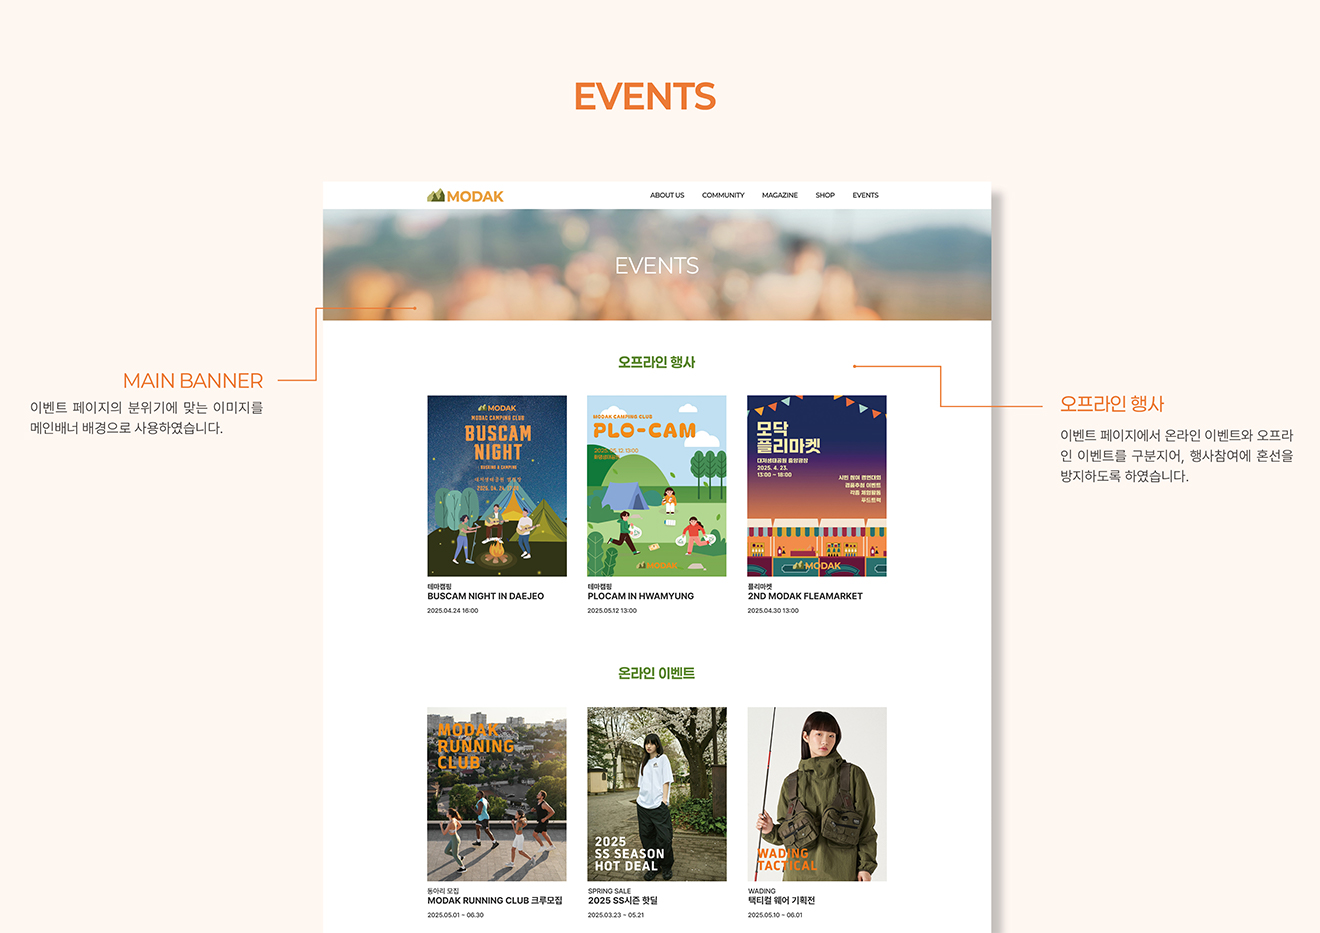 EVENTS
MODAK
ABOUT US COMMUNITY MAGAZINE SHOP EVENTS
EVENTS
MAIN BANNER
이벤트 페이지의 분위기에 맞는 이미지를
메인배너 배경으로 사용하였습니다.
오프라인 행사
오프라인 행사
이벤트 페이지에서 온라인 이벤트와 오프라
인 이벤트를 구분지어, 행사참여에 혼선을
방지하도록 하였습니다.
MODAK
MODAC CAMPING CLUB
BUSCAM
NIGHT
- BUSKING & CAMPING -
2025. 04. 24.
테마캠핑
BUSCAM NIGHT IN DAEJEO
2025.04.24 16:00
MODAK CAMPING CLUB
PLO-CAM
2025. 05. 12 13:00
화명생태공원
MODAK
테마캠핑
PLOCAM IN HWAMYUNG
2025.05.12 13:00
모닥
플리마켓
대저생태공원 중앙광장
2025. 4. 23.
13:00 ~ 18:00
시민 참여 경연대회
경품추첨 이벤트
각종 체험활동
푸드트럭
MODAK
플리마켓
2ND MODAK FLEAMARKET
2025.04.30 13:00
온라인 이벤트
MODAK
RUNNING
CLUB
동아리 모집
MODAK RUNNING CLUB 크루모집
2025.05.01 ~ 06.30
2025
SS SEASON
HOT DEAL
SPRING SALE
2025 SS시즌 핫딜
2025.03.23 ~ 05.21
WADING
TACTICAL
WADING
택티컬 웨어 기획전
2025.05.10 ~ 06.01